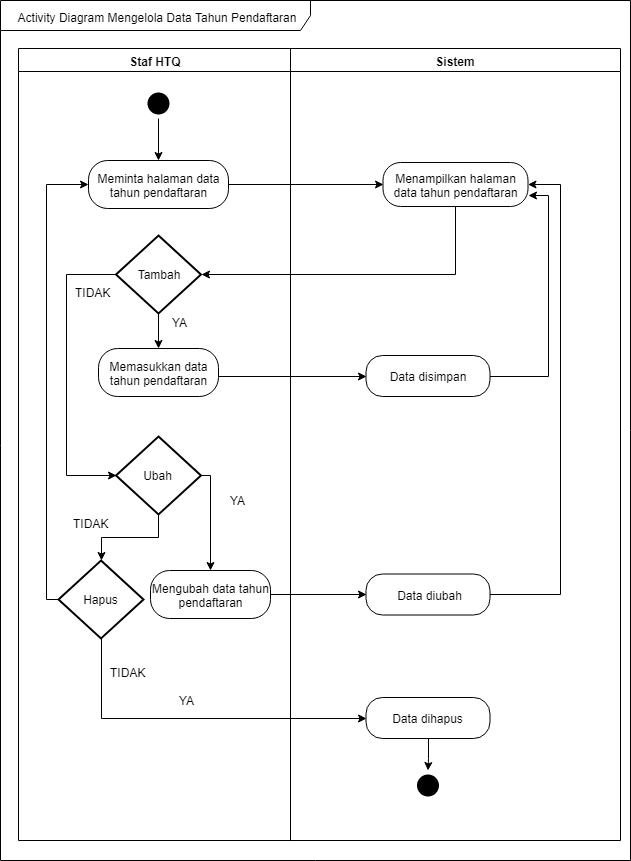 Activity Diagram Mengelola Data Tahun Pendaftaran
Staf HTQ
Sistem
Meminta halaman data
tahun pendaftaran
Menampilkan halaman
data tahun pendaftaran
Tambah
TIDAK
YA
Memasukkan data
tahun pendaftaran
Data disimpan
Ubah
YA
TIDAK
Hapus
Mengubah data tahun
pendaftaran
Data diubah
TIDAK
YA
Data dihapus